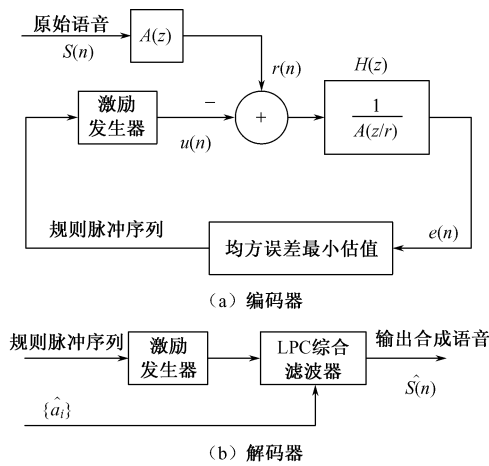 原始语音
S(n)
A(z)
r(n)
H(z)
激励
发生器
−
u(n)
+
1
A(z/r)
规则脉冲序列
均方误差最小估值
e(n)
(a) 编码器
规则脉冲序列
激励
发生器
LPC综合
滤波器
输出合成语音
Ŝ(n)
{âi}
(b) 解码器